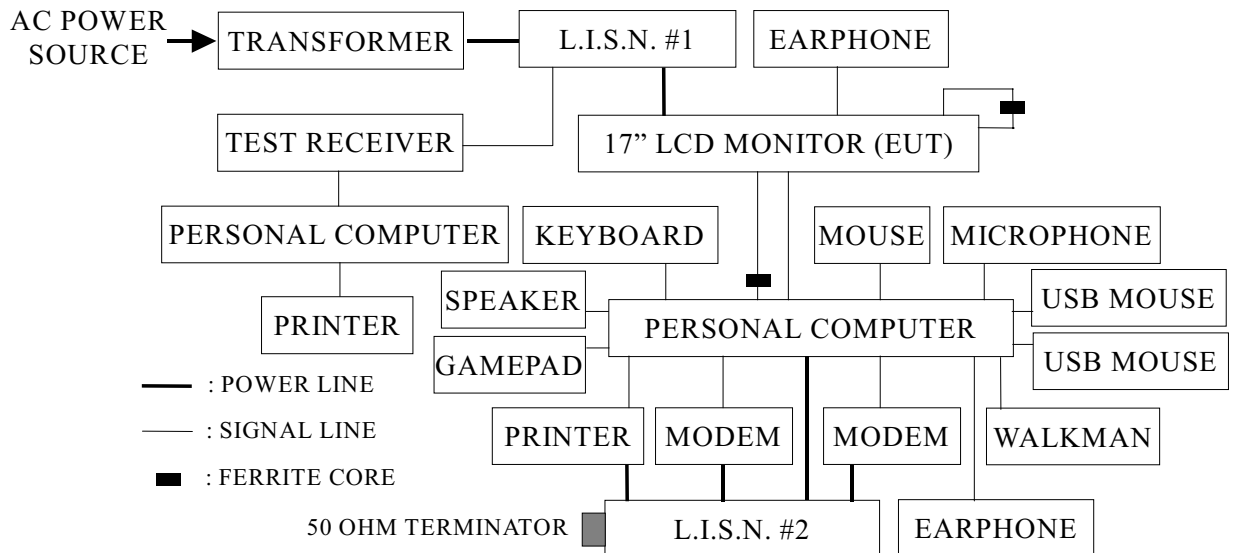 AC POWER
SOURCE
TRANSFORMER
L.I.S.N. #1
EARPHONE
TEST RECEIVER
17” LCD MONITOR (EUT)
PERSONAL COMPUTER
KEYBOARD
MOUSE
MICROPHONE
SPEAKER
USB MOUSE
PRINTER
PERSONAL COMPUTER
GAMEPAD
USB MOUSE
: POWER LINE
: SIGNAL LINE
PRINTER
MODEM
MODEM
WALKMAN
: FERRITE CORE
50 OHM TERMINATOR
L.I.S.N. #2
EARPHONE